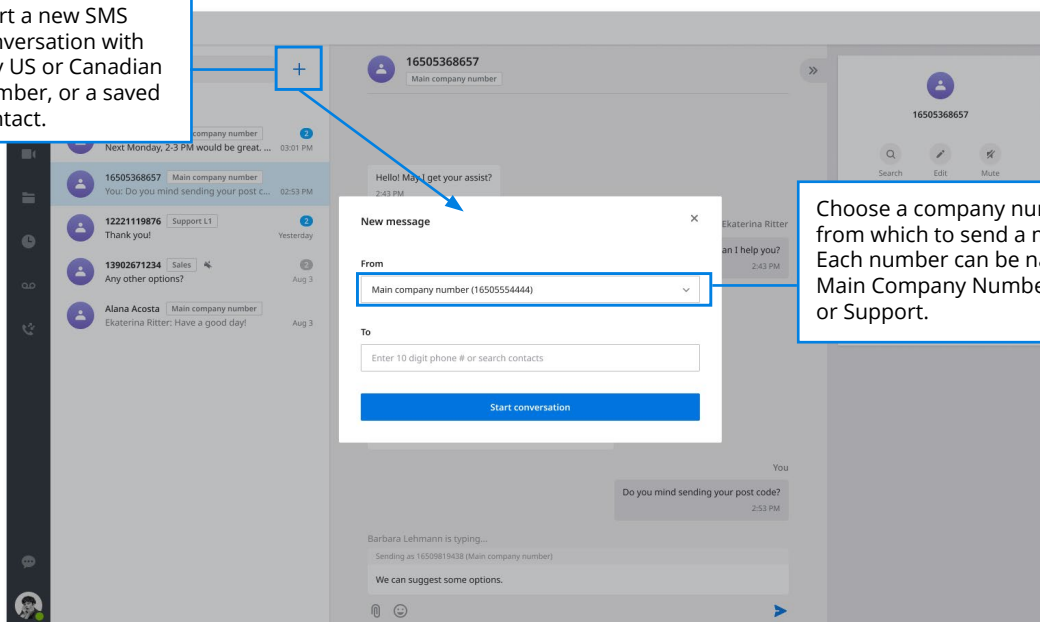 rt a new SMS
nversation with
y US or Canadian
mber, or a saved
ntact.
+
16505368657
Main company number
»
16505368657
Search Edit Mute
company number 2
Next Monday, 2-3 PM would be great. ... 03:01 PM
16505368657 Main company number
You: Do you mind sending your post c... 02:53 PM
12221119876 Support L1 2
Thank you! Yesterday
13902671234 Sales 2
Any other options? Aug 3
Alana Acosta Main company number
Ekaterina Ritter: Have a good day! Aug 3
Hello! May I get your assist?
2:43 PM
Ekaterina Ritter
an I help you?
2:43 PM
New message ×
From
Main company number (16505554444)
To
Enter 10 digit phone # or search contacts
Start conversation
Choose a company nu
from which to send a
Each number can be n
Main Company Numb
or Support.
You
Do you mind sending your post code?
2:53 PM
Barbara Lehmann is typing...
Sending as 16509819438 (Main company number)
We can suggest some options.